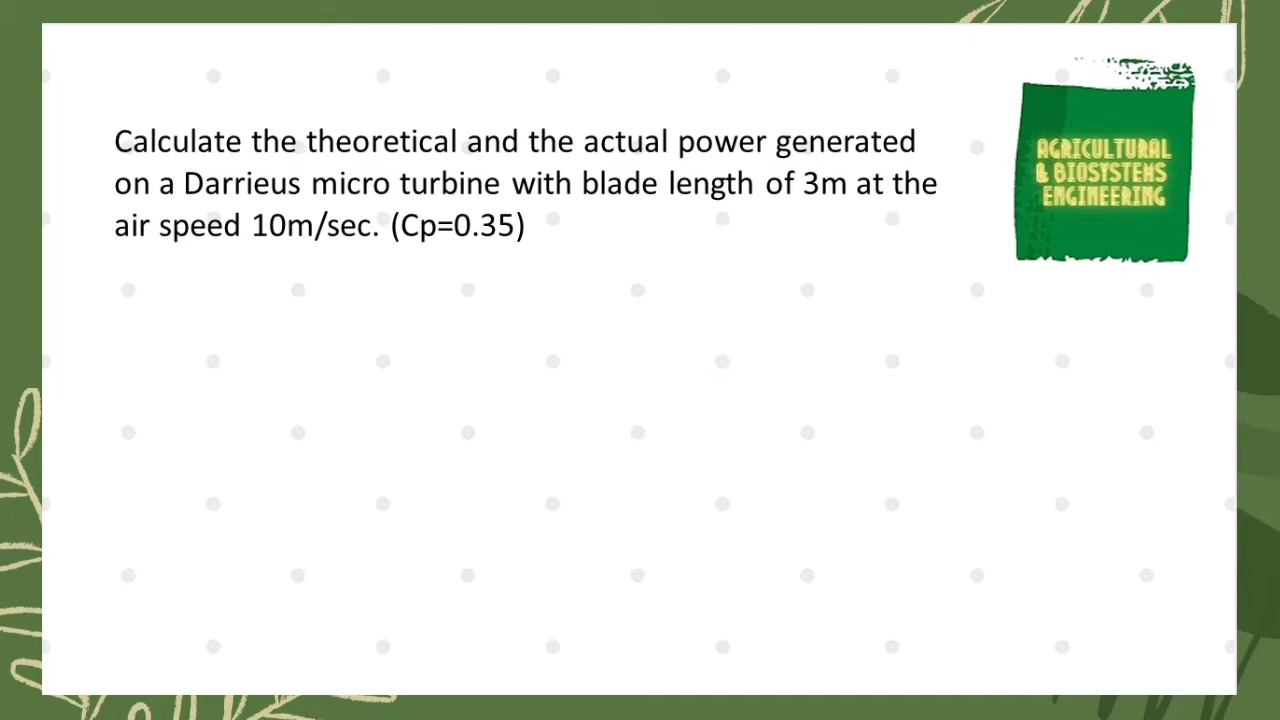 Calculate the theoretical and the actual power generated
on a Darrieus micro turbine with blade length of 3m at the
air speed 10m/sec. (Cp=0.35)
AGRICULTURAL
& BIOSYSTEMS
ENGINEERING